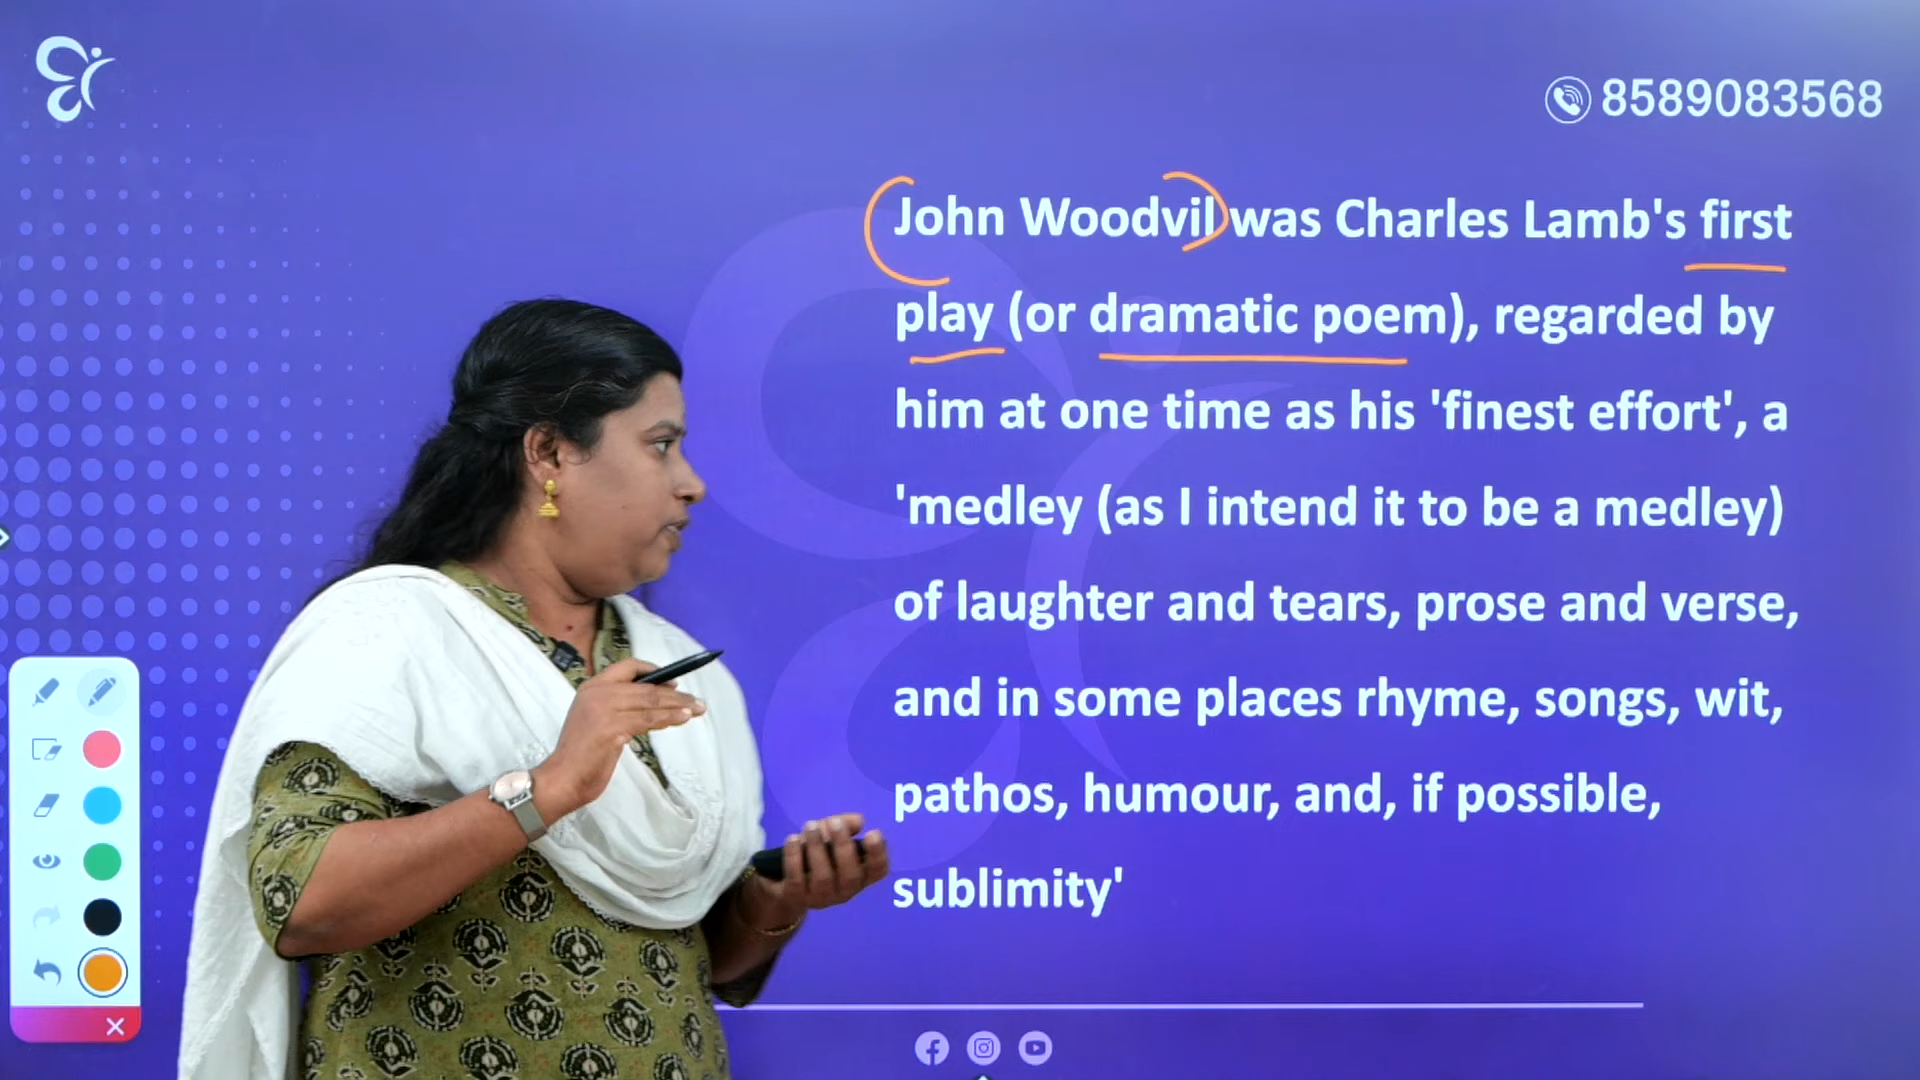 8589083568
John Woodvil was Charles Lamb's first
play (or dramatic poem), regarded by
him at one time as his 'finest effort', a
'medley (as I intend it to be a medley)
of laughter and tears, prose and verse,
and in some places rhyme, songs, wit,
pathos, humour, and, if possible,
sublimity'